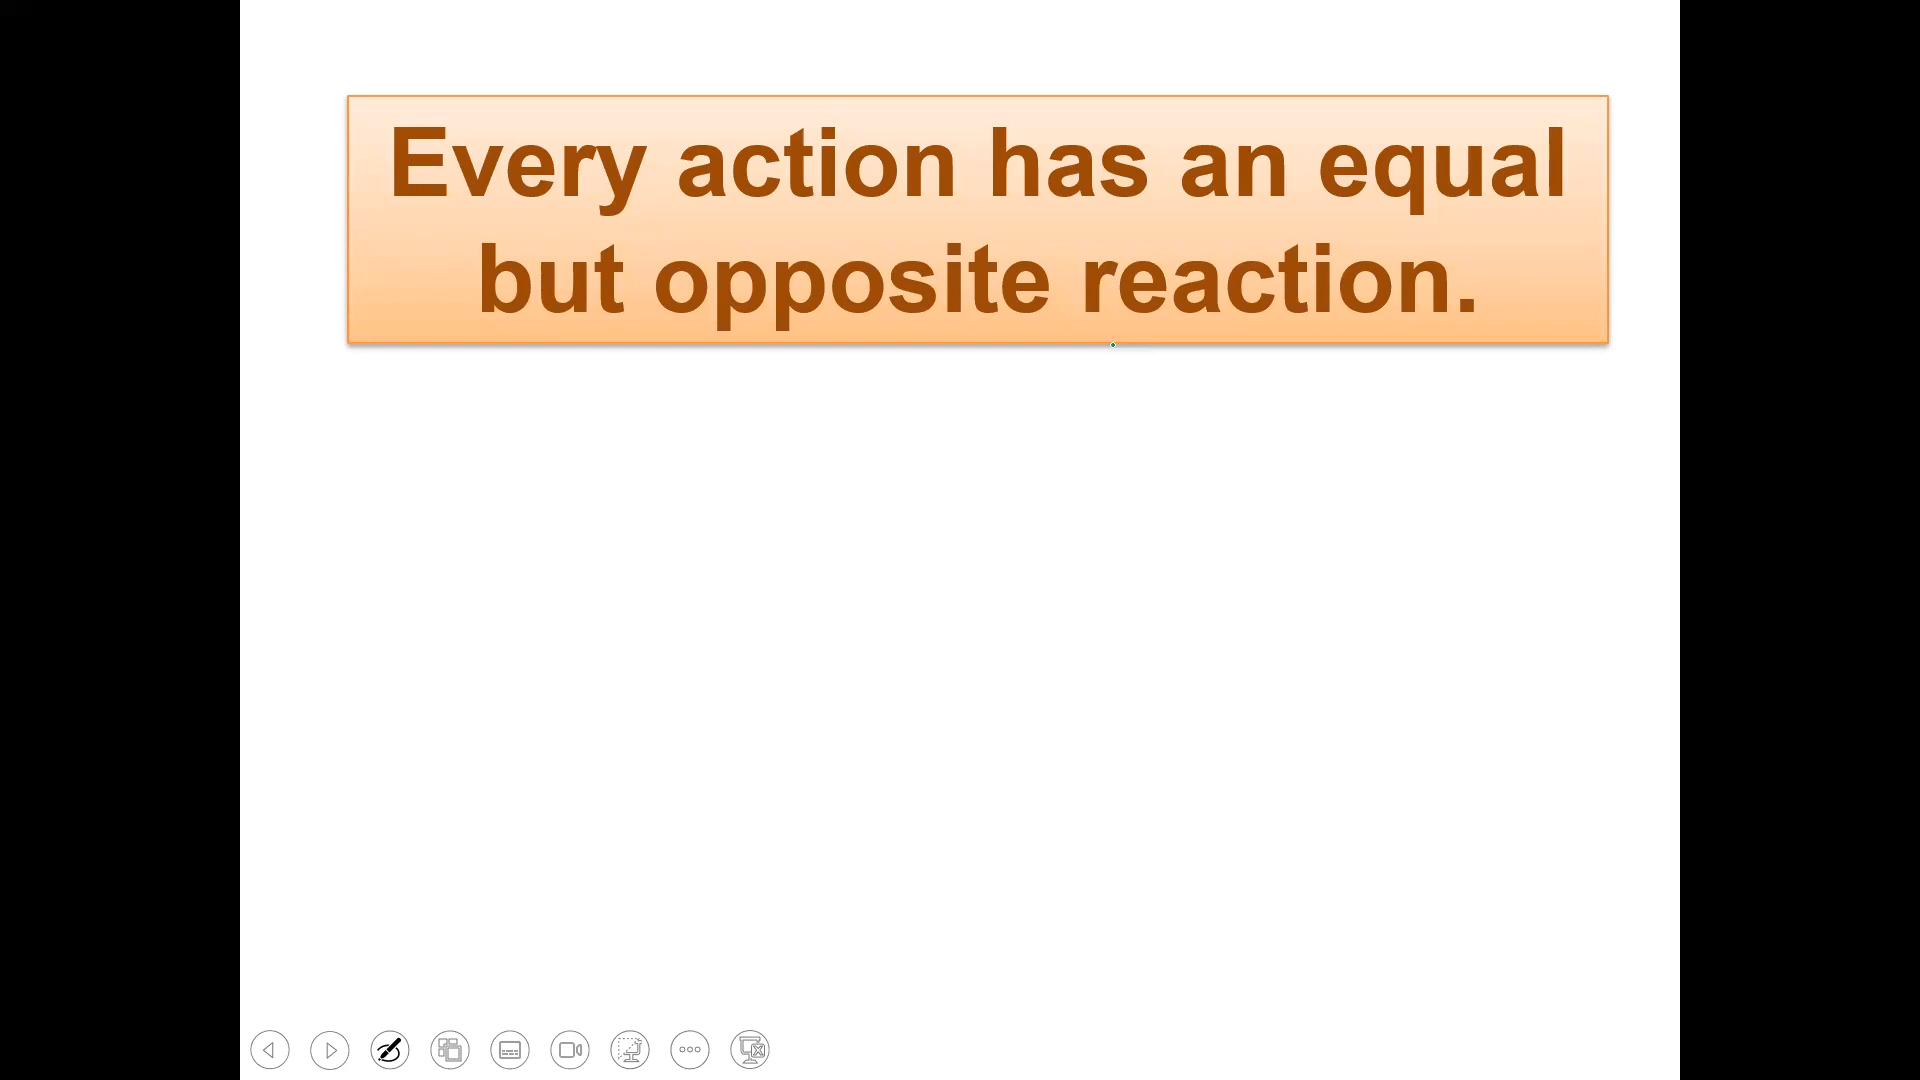 Every action has an equal
but opposite reaction.